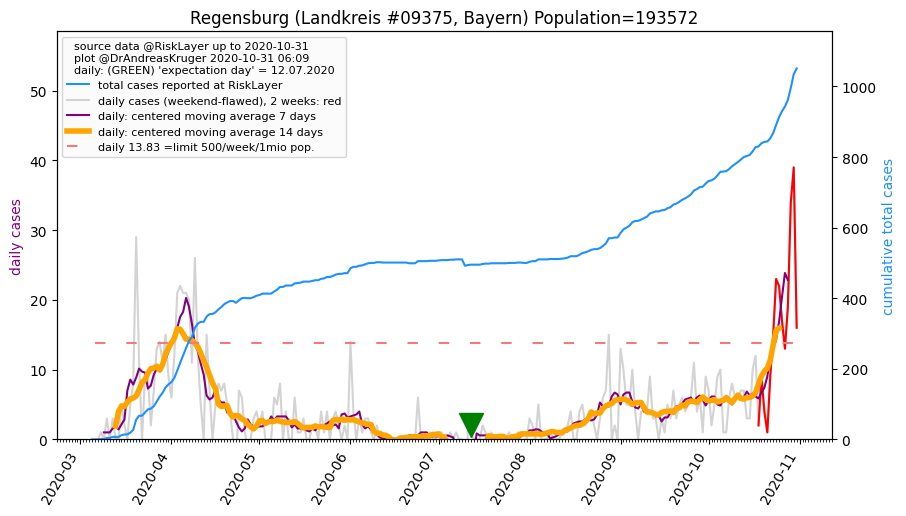 Regensburg (Landkreis #09375, Bayern) Population=193572
source data @RiskLayer up to 2020-10-31
plot @DrAndreasKruger 2020-10-31 06:09
daily: (GREEN) 'expectation day' = 12.07.2020
total cases reported at RiskLayer
daily cases (weekend-flawed), 2 weeks: red
daily: centered moving average 7 days
daily: centered moving average 14 days
daily 13.83 =limit 500/week/1mio pop.
daily cases
50
40
30
20
10
0
1000
800
600
400
200
0
cumulative total cases
2020-03
2020-04
2020-05
2020-06
2020-07
2020-08
2020-09
2020-10
2020-11